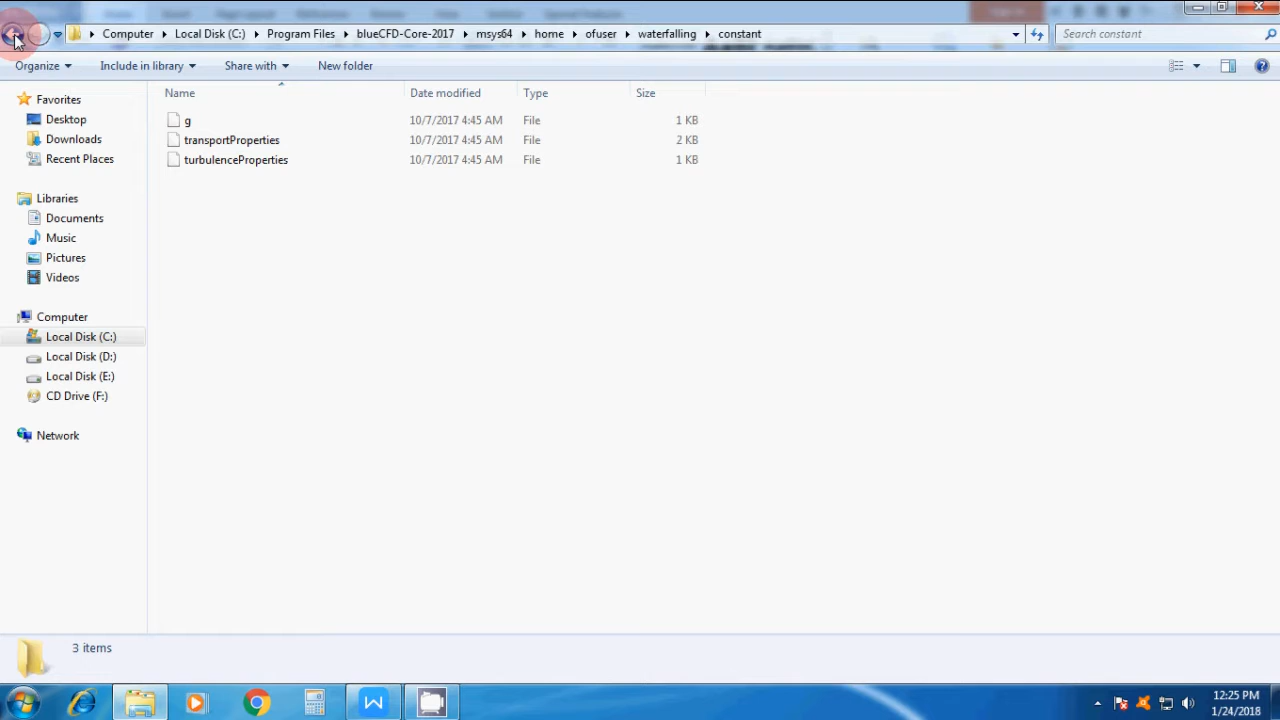 Computer Local Disk (C:) Program Files blueCFD-Core-2017 msys64 home ofuser waterfalling constant Search constant
Organize Include in library Share with New folder
Name Date modified Type Size
g 10/7/2017 4:45 AM File 1 KB
transportProperties 10/7/2017 4:45 AM File 2 KB
turbulenceProperties 10/7/2017 4:45 AM File 1 KB
Favorites
Desktop
Downloads
Recent Places
Libraries
Documents
Music
Pictures
Videos
Computer
Local Disk (C:)
Local Disk (D:)
Local Disk (E:)
CD Drive (F:)
Network
3 items
12:25 PM
1/24/2018